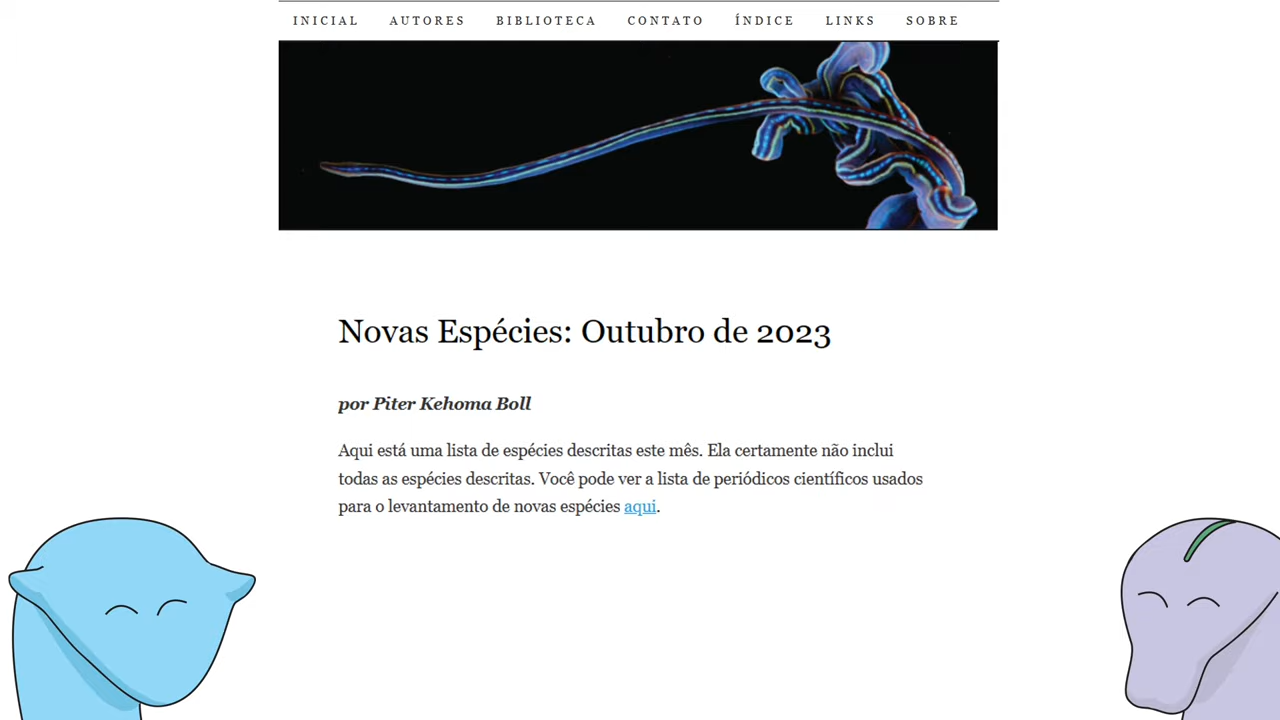 INICIAL AUTORES BIBLIOTECA CONTATO ÍNDICE LINKS SOBRE
Novas Espécies: Outubro de 2023
por Piter Kehoma Boll
Aqui está uma lista de espécies descritas este mês. Ela certamente não inclui
todas as espécies descritas. Você pode ver a lista de periódicos científicos usados
para o levantamento de novas espécies aqui.